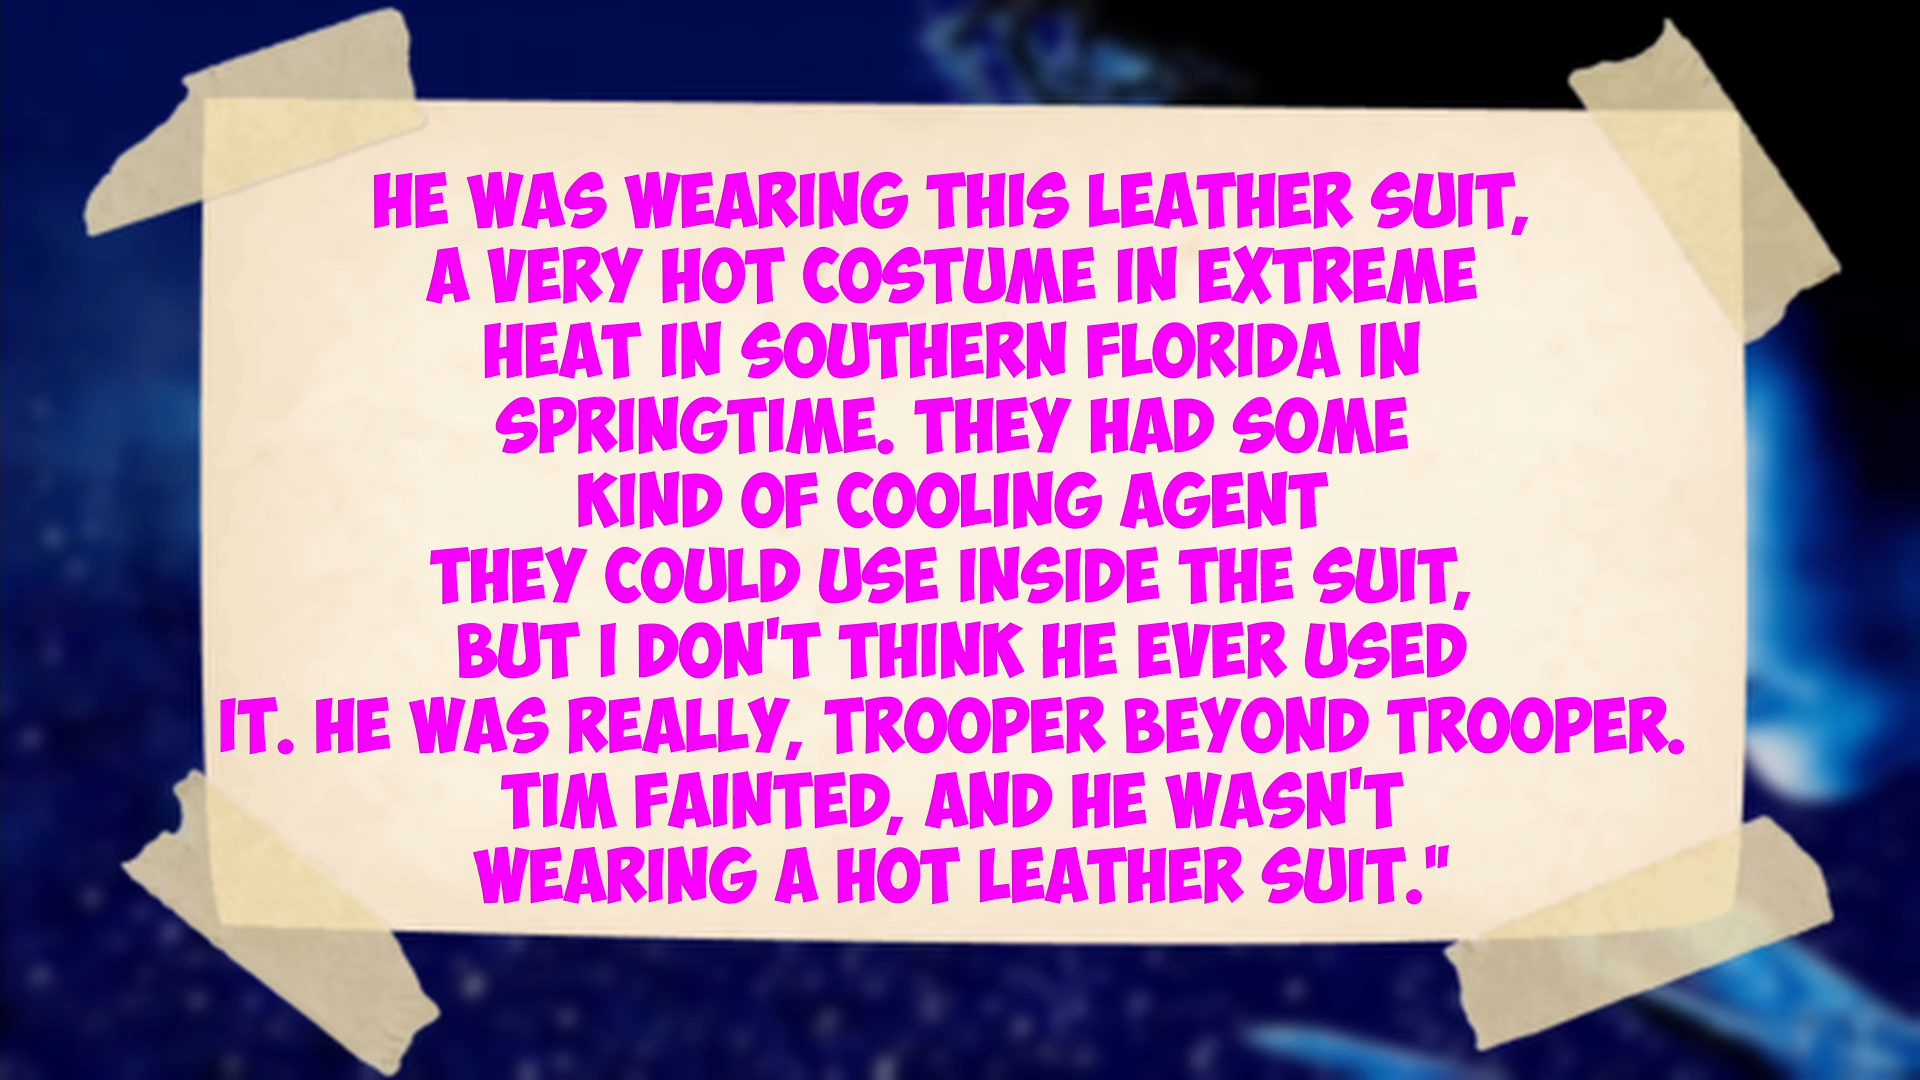 HE WAS WEARING THIS LEATHER SUIT,
A VERY HOT COSTUME IN EXTREME
HEAT IN SOUTHERN FLORIDA IN
SPRINGTIME. THEY HAD SOME
KIND OF COOLING AGENT
THEY COULD USE INSIDE THE SUIT,
BUT I DON'T THINK HE EVER USED
IT. HE WAS REALLY, TROOPER BEYOND TROOPER.
TIM FAINTED, AND HE WASN'T
WEARING A HOT LEATHER SUIT."